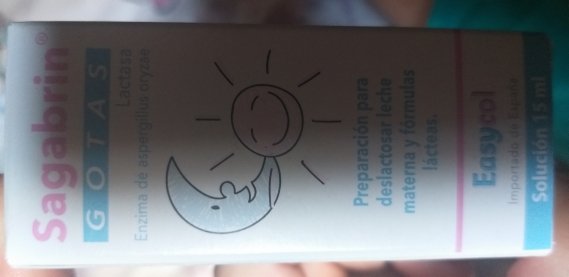 Sagabrin®
GOTAS
Lactasa
Enzima de espergillus oryzae
Preparación para
deslactosar leche
materna y fórmulas
lácteas.
Easycol
Importado de España
Solución 15 ml